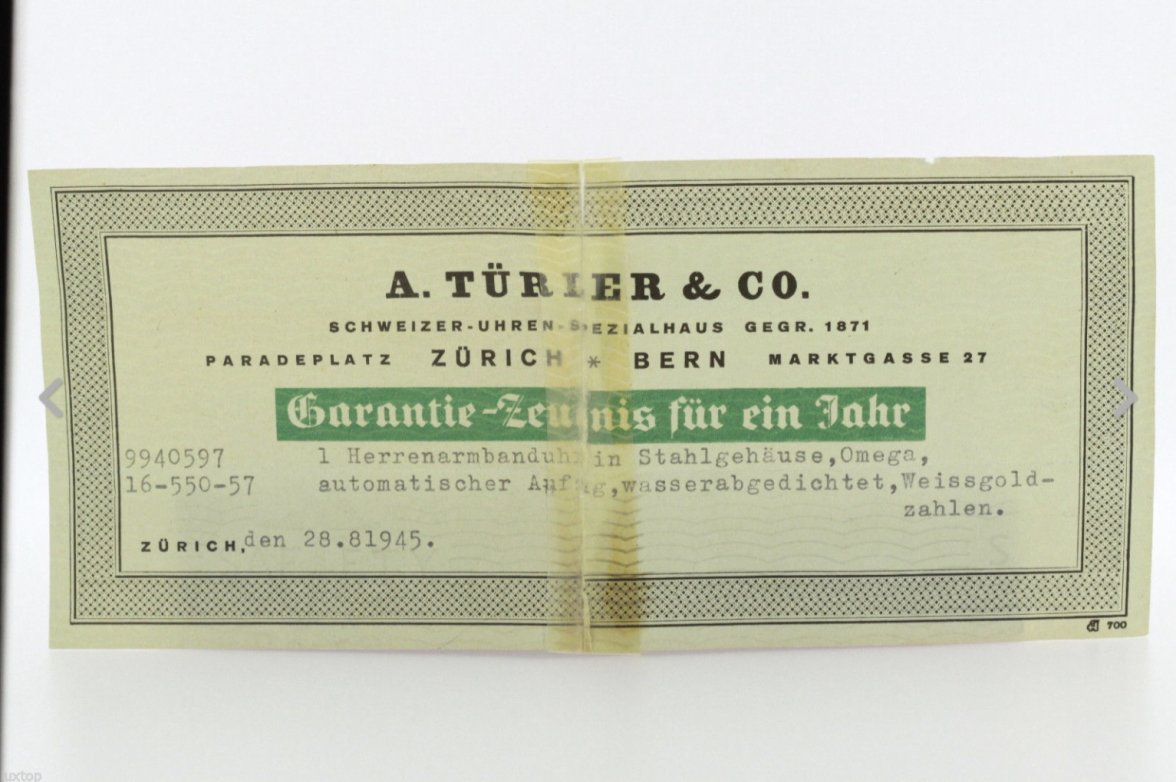 A. TÜRLER & CO.
SCHWEIZER-UHREN-SPEZIALHAUS GEGR. 1871
PARADEPLATZ ZÜRICH * BERN MARKTGASSE 27
Garantie-Zeugnis für ein Jahr
9940597 1 Herrenarmbanduhr in Stahlgehäuse,Omega,
16-550-57 automatischer Aufzug,wasserabgedichtet,Weissgold-
zahlen.
ZÜRICH, den 28.81945.
700
uxtop